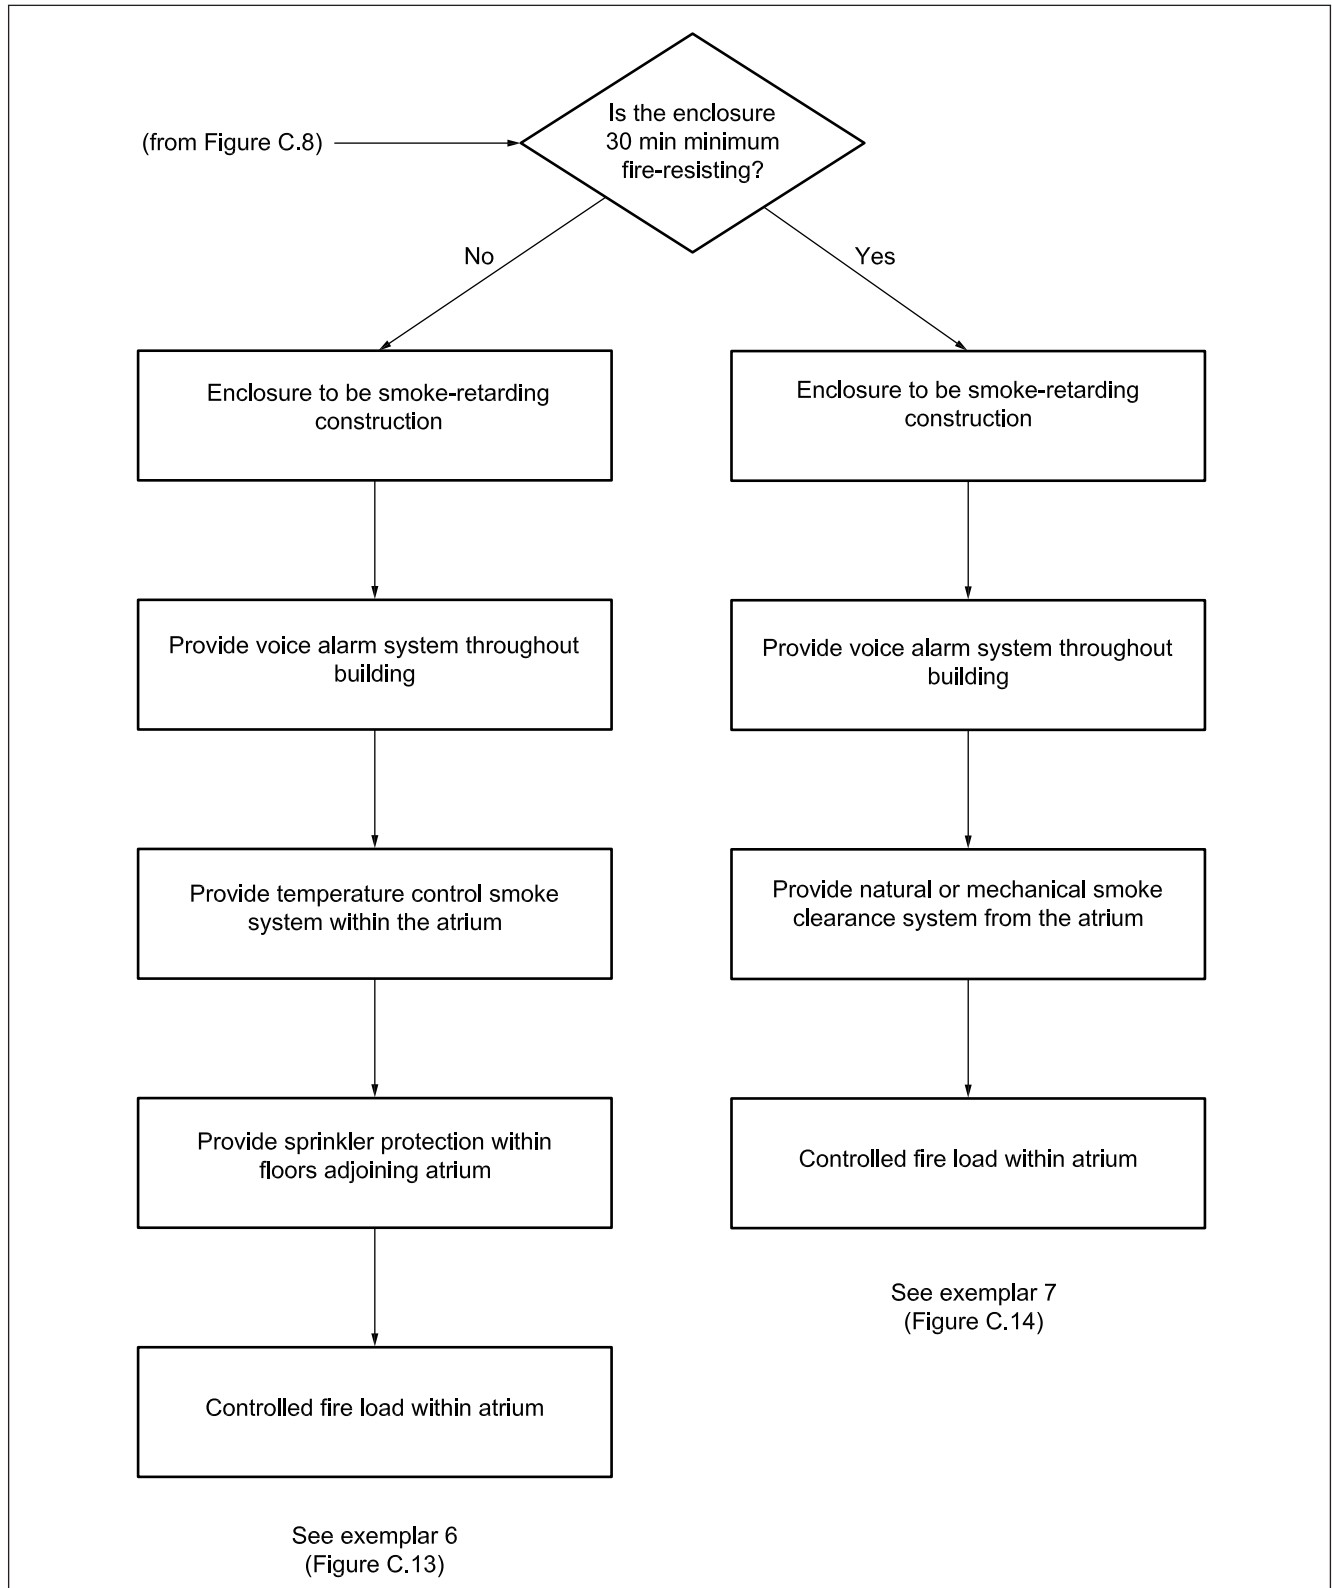 Is the enclosure
30 min minimum
fire-resisting?
(from Figure C.8)
No
Yes
Enclosure to be smoke-retarding
construction
Provide voice alarm system throughout
building
Provide temperature control smoke
system within the atrium
Provide sprinkler protection within
floors adjoining atrium
Controlled fire load within atrium
See exemplar 6
(Figure C.13)
Enclosure to be smoke-retarding
construction
Provide voice alarm system throughout
building
Provide natural or mechanical smoke
clearance system from the atrium
Controlled fire load within atrium
See exemplar 7
(Figure C.14)